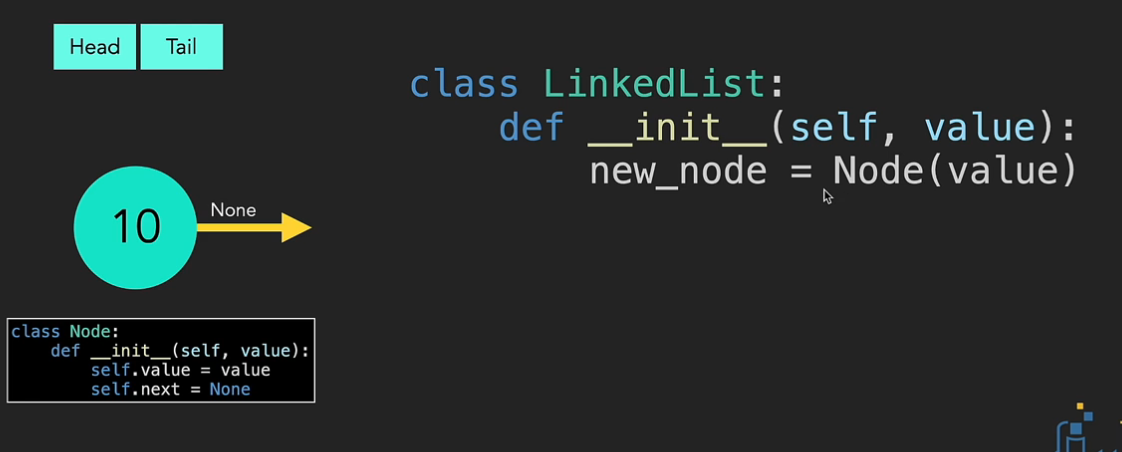 Head Tail
class LinkedList:
    def __init__(self, value):
        new_node = Node(value)
10
None
class Node:
    def __init__(self, value):
        self.value = value
        self.next = None